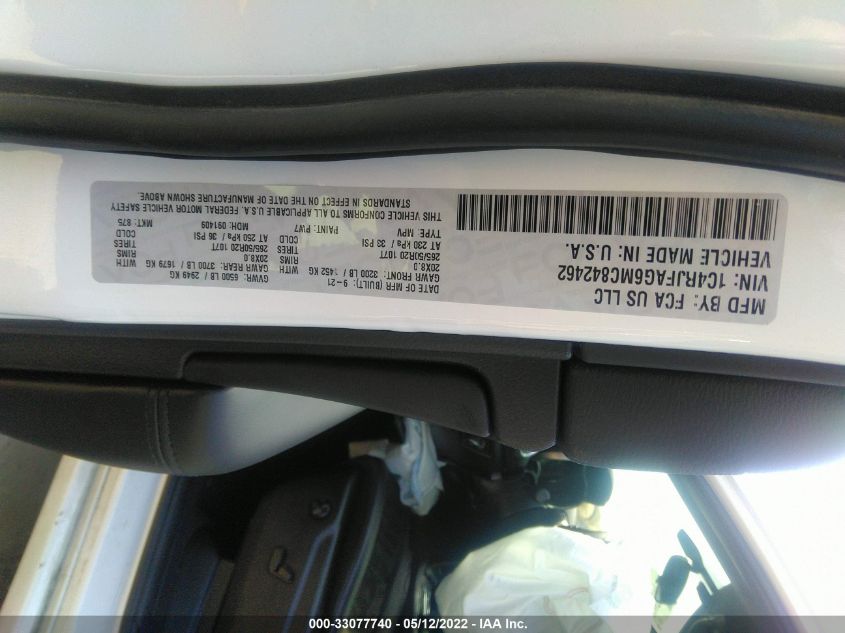 MFD BY: FCA US LLC
DATE OF MFR (BUILT): 9-21
GVWR: 6500 LB / 2949 KG
GAWR FRONT: 3200 LB / 1452 KG WITH
GAWR REAR: 3700 LB / 1679 KG WITH
20X8.0 RIMS
20X8.0 RIMS
265/50R20 107T TIRES
265/50R20 107T TIRES
AT 230 kPa / 33 PSI COLD
AT 250 kPa / 36 PSI COLD
VIN: 1C4RJFAG6MC842462
TYPE: MPV
PAINT: PW7
MDH: 091409
MKT: 875
VEHICLE MADE IN: U.S.A.
THIS VEHICLE CONFORMS TO ALL APPLICABLE U.S.A. FEDERAL MOTOR VEHICLE SAFETY
STANDARDS IN EFFECT ON THE DATE OF MANUFACTURE SHOWN ABOVE.
000-33077740 - 05/12/2022 - IAA Inc.